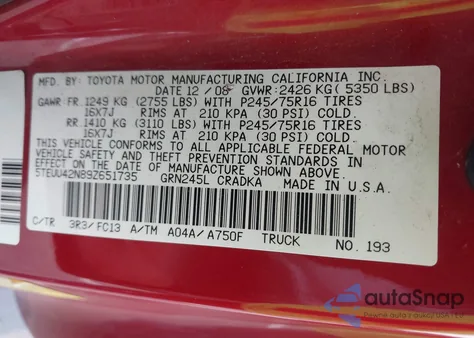 MFD. BY: TOYOTA MOTOR MANUFACTURING CALIFORNIA INC.
DATE 12 / 08 GVWR: 2426 KG ( 5350 LBS)
GAWR: FR. 1249 KG (2755 LBS) WITH P245/75R16 TIRES
16X7J RIMS AT 210 KPA (30 PSI) COLD.
RR. 1410 KG (3110 LBS) WITH P245/75R16 TIRES
16X7J RIMS AT 210 KPA (30 PSI) COLD.
THIS VEHICLE CONFORMS TO ALL APPLICABLE FEDERAL MOTOR
VEHICLE SAFETY AND THEFT PREVENTION STANDARDS IN
EFFECT ON THE DATE OF MANUFACTURE SHOWN ABOVE.
5TEUU42N89Z651735 GRN245L CRADKA MADE IN U.S.A.
C/TR 3R3 / FC13 A/TM A04A / A750F TRUCK NO. 193
autoSnap